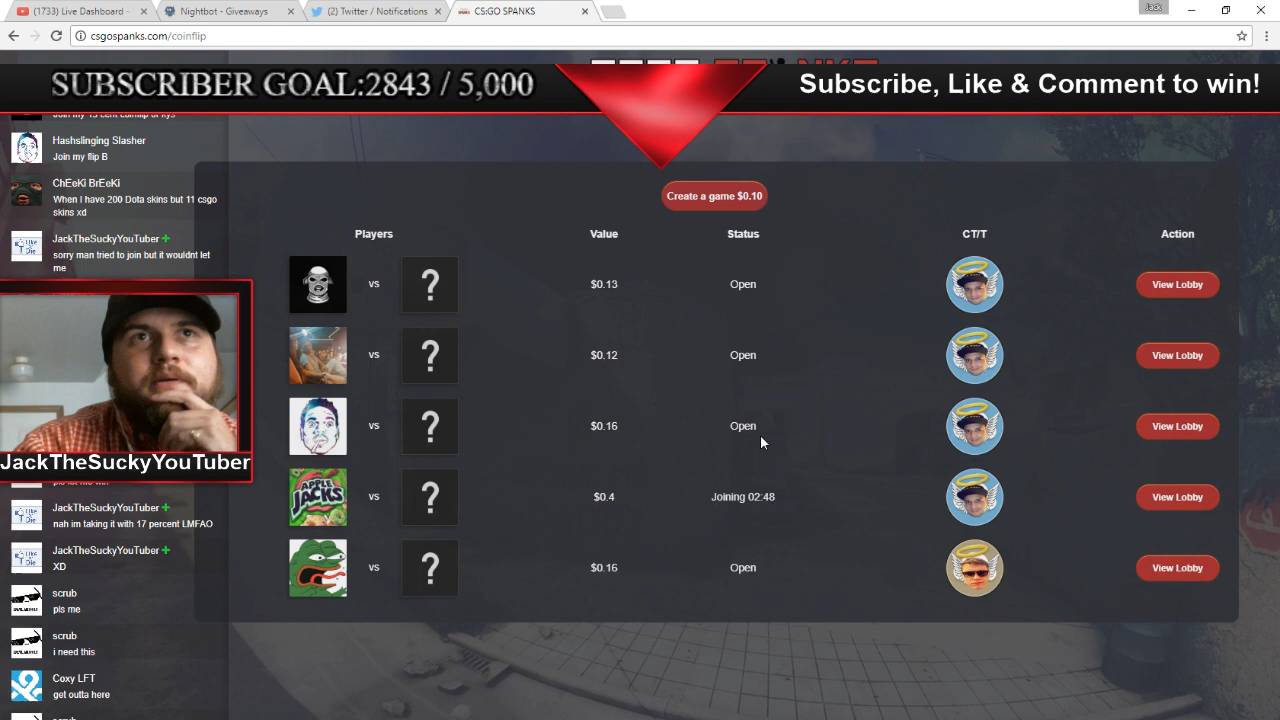 (1733) Live Dashboard -
Nightbot - Giveaways
(2) Twitter / Notifications
CS:GO SPANKS
Jack
csgospanks.com/coinflip
SUBSCRIBER GOAL:2843 / 5,000
Subscribe, Like & Comment to win!
Hashslinging Slasher
Join my flip B
ChEeKi BrEeKi
When I have 200 Dota skins but 11 csgo
skins xd
JackTheSuckyYouTuber +
sorry man tried to join but it wouldnt let
me
JackTheSuckyYouTuber
JackTheSuckyYouTuber +
nah im taking it with 17 percent LMFAO
JackTheSuckyYouTuber +
XD
scrub
pls me
scrub
i need this
Coxy LFT
get outta here
Create a game $0.10
Players Value Status CT/T Action
vs ? $0.13 Open View Lobby
vs ? $0.12 Open View Lobby
vs ? $0.16 Open View Lobby
APPLE JACKS vs ? $0.4 Joining 02:48 View Lobby
vs ? $0.16 Open View Lobby